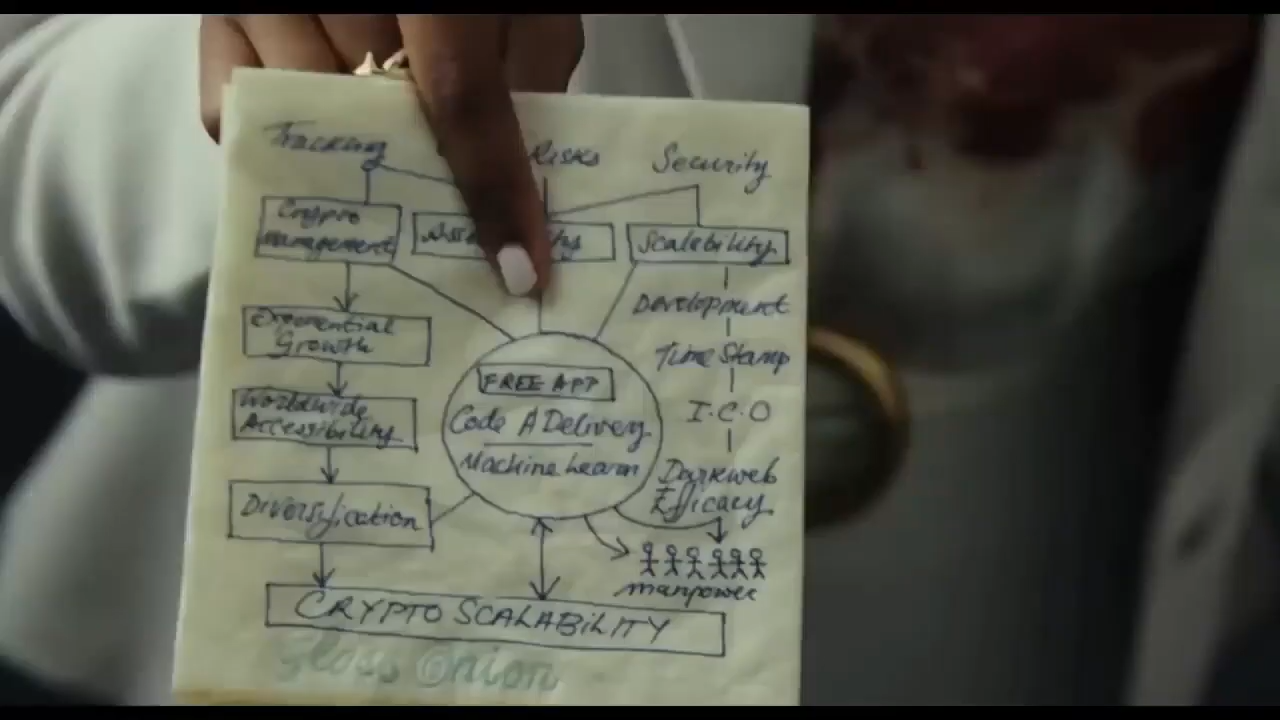 Tracking
Risks
Security
Crypto
management
Scalability
Exponential
Growth
Development
Time Stamp
Worldwide
Accessibility
FREE APP
Code A Delivery
Machine Learn
I.C.O
Darkweb
Efficacy
Diversification
manpower
CRYPTO SCALABILITY
Glass Onion